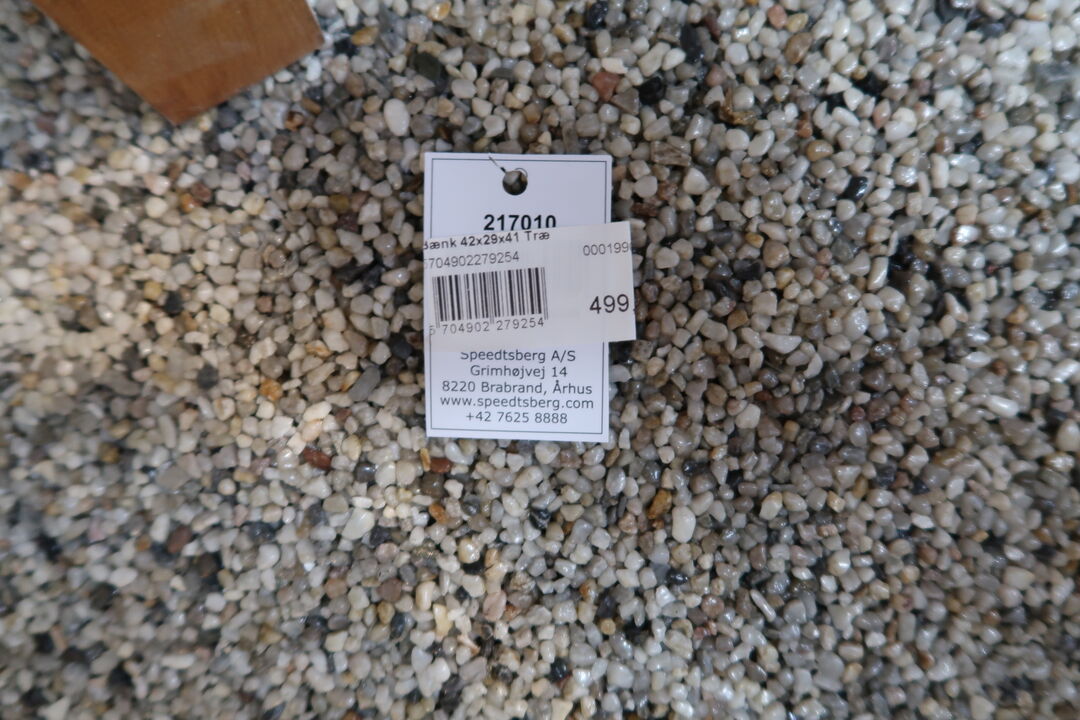 217010
Bænk 42x29x41 Træ
5704902279254 000199
499
5 704902 279254
Speedtsberg A/S
Grimhøjvej 14
8220 Brabrand, Århus
www.speedtsberg.com
+42 7625 8888